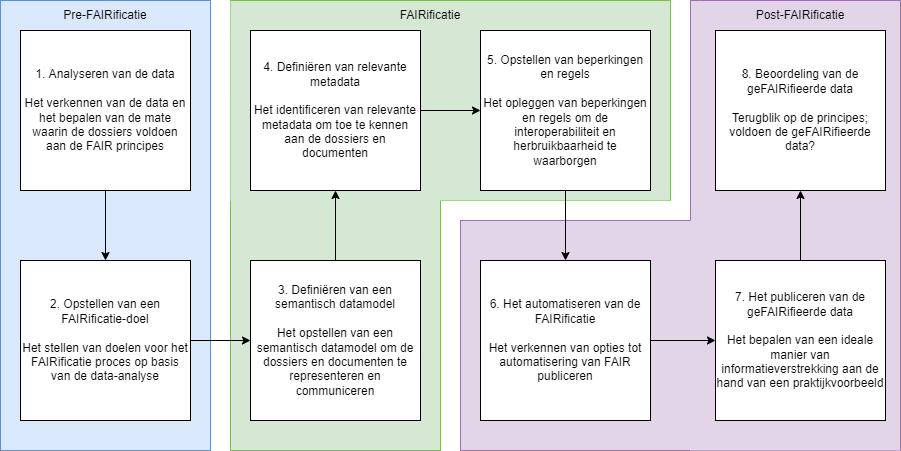 Pre-FAIRificatie
1. Analyseren van de data
Het verkennen van de data en
het bepalen van de mate
waarin de dossiers voldoen
aan de FAIR principes
2. Opstellen van een
FAIRificatie-doel
Het stellen van doelen voor het
FAIRificatie proces op basis
van de data-analyse
FAIRificatie
3. Definiëren van een
semantisch datamodel
Het opstellen van een
semantisch datamodel om de
dossiers en documenten te
representeren en
communiceren
4. Definiëren van relevante
metadata
Het identificeren van relevante
metadata om toe te kennen
aan de dossiers en
documenten
5. Opstellen van beperkingen
en regels
Het opleggen van beperkingen
en regels om de
interoperabiliteit en
herbruikbaarheid te
waarborgen
Post-FAIRificatie
6. Het automatiseren van de
FAIRificatie
Het verkennen van opties tot
automatisering van FAIR
publiceren
7. Het publiceren van de
geFAIRifieerde data
Het bepalen van een ideale
manier van
informatieverstrekking aan de
hand van een praktijkvoorbeeld
8. Beoordeling van de
geFAIRifieerde data
Terugblik op de principes;
voldoen de geFAIRifieerde
data?